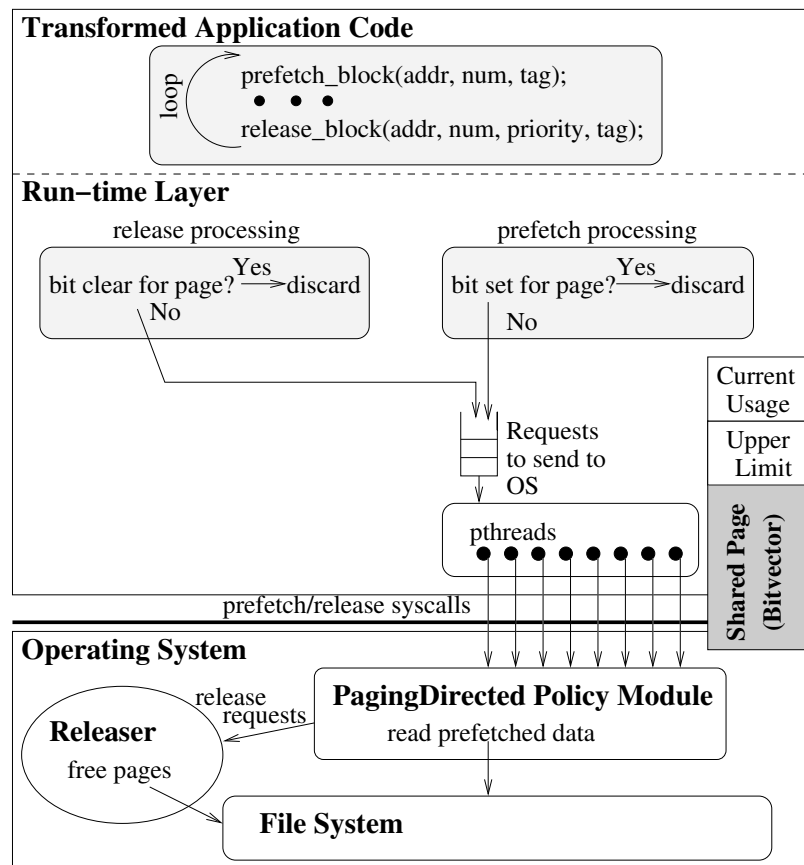 Transformed Application Code
loop
prefetch_block(addr, num, tag);
release_block(addr, num, priority, tag);
Run−time Layer
release processing
bit clear for page?
Yes
discard
No
prefetch processing
bit set for page?
Yes
discard
No
Requests
to send to
OS
pthreads
Current
Usage
Upper
Limit
Shared Page
(Bitvector)
prefetch/release syscalls
Operating System
PagingDirected Policy Module
read prefetched data
release
requests
Releaser
free pages
File System